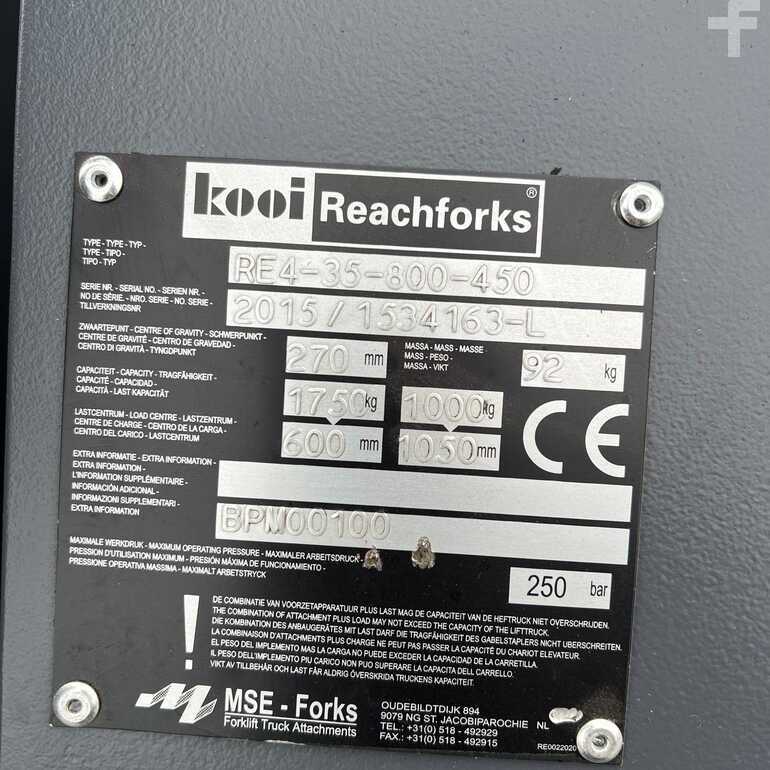 f
kooi Reachforks®
TYPE - TYPE - TYP -
TYPE - TIPO -
TIPO - TYP
RE4-35-800-450
SERIE NR. - SERIAL NO. - SERIEN NR. -
NO DE SÉRIE. - NRO. SERIE - NO. SERIE -
TILLVERKNINGSNR
2015/1534163-L
ZWAARTEPUNT - CENTRE OF GRAVITY - SCHWERPUNKT -
CENTRE DE GRAVITÉ - CENTRO DE GRAVEDAD -
CENTRO DI GRAVITÀ - TYNGDPUNKT
270 mm
MASSA - MASS - MASSE
MASS - PESO -
MASSA - VIKT
92 kg
CAPACITEIT - CAPACITY - TRAGFÄHIGKEIT -
CAPACITÉ - CAPACIDAD -
CAPACITÀ - LAST KAPACITÄT
1750 kg 1000 kg
LASTCENTRUM - LOAD CENTRE - LASTZENTRUM -
CENTRE DE CHARGE - CENTRO DE LA CARGA -
CENTRO DEL CARICO - LASTCENTRUM
600 mm 1050 mm
CE
EXTRA INFORMATIE - EXTRA INFORMATION -
EXTRA INFORMATION -
L'INFORMATION SUPPLÉMENTAIRE -
INFORMACIÓN ADICIONAL -
INFORMAZIONI SUPPLEMENTARI -
EXTRA INFORMATION
BPM00100
MAXIMALE WERKDRUK - MAXIMUM OPERATING PRESSURE - MAXIMALER ARBEITSDRUCK -
PRESSION D'UTILISATION MAXIMUM - PRESIÓN MÁXIMA DE FUNCIONAMENTO -
PRESSIONE OPERATIVA MASSIMA - MAXIMALT ARBETSTRYCK
250 bar
!
DE COMBINATIE VAN VOORZETAPPARATUUR PLUS LAST MAG DE CAPACITEIT VAN DE HEFTRUCK NIET OVERSCHRIJDEN.
THE COMBINATION OF ATTACHMENT PLUS LOAD MAY NOT EXCEED THE CAPACITY OF THE LIFTTRUCK.
DIE KOMBINATION DES ANBAUGERÄTES MIT LAST DARF DIE TRAGFÄHIGKEIT DES GABELSTAPLERS NICHT ÜBERSCHREITEN.
LA COMBINAISON D'ATTACHMENTS PLUS CHARGE NE PEUT PAS PASSER LA CAPACITÉ DU CHARIOT ELEVATEUR.
EL PESO DEL IMPLEMENTO MAS LA CARGA NO PUEDE EXCEDER LA CAPACIDAD DE LA CARRETILLA.
IL PESO DELL'IMPLEMENTO PIU CARICO NON PUO SUPERARE LA CAPACITA DELL CARRELLO.
VIKT AV TILLBEHÖR OCH LAST FÅR ALDRIG ÖVERSKRIDA TRUCKENS KAPACITET.
MSE - Forks
Forklift Truck Attachments
OUDEBILDTDIJK 894
9079 NG ST. JACOBIPAROCHIE NL
TEL.: +31(0) 518 - 492929
FAX.: +31(0) 518 - 492915
RE0022020